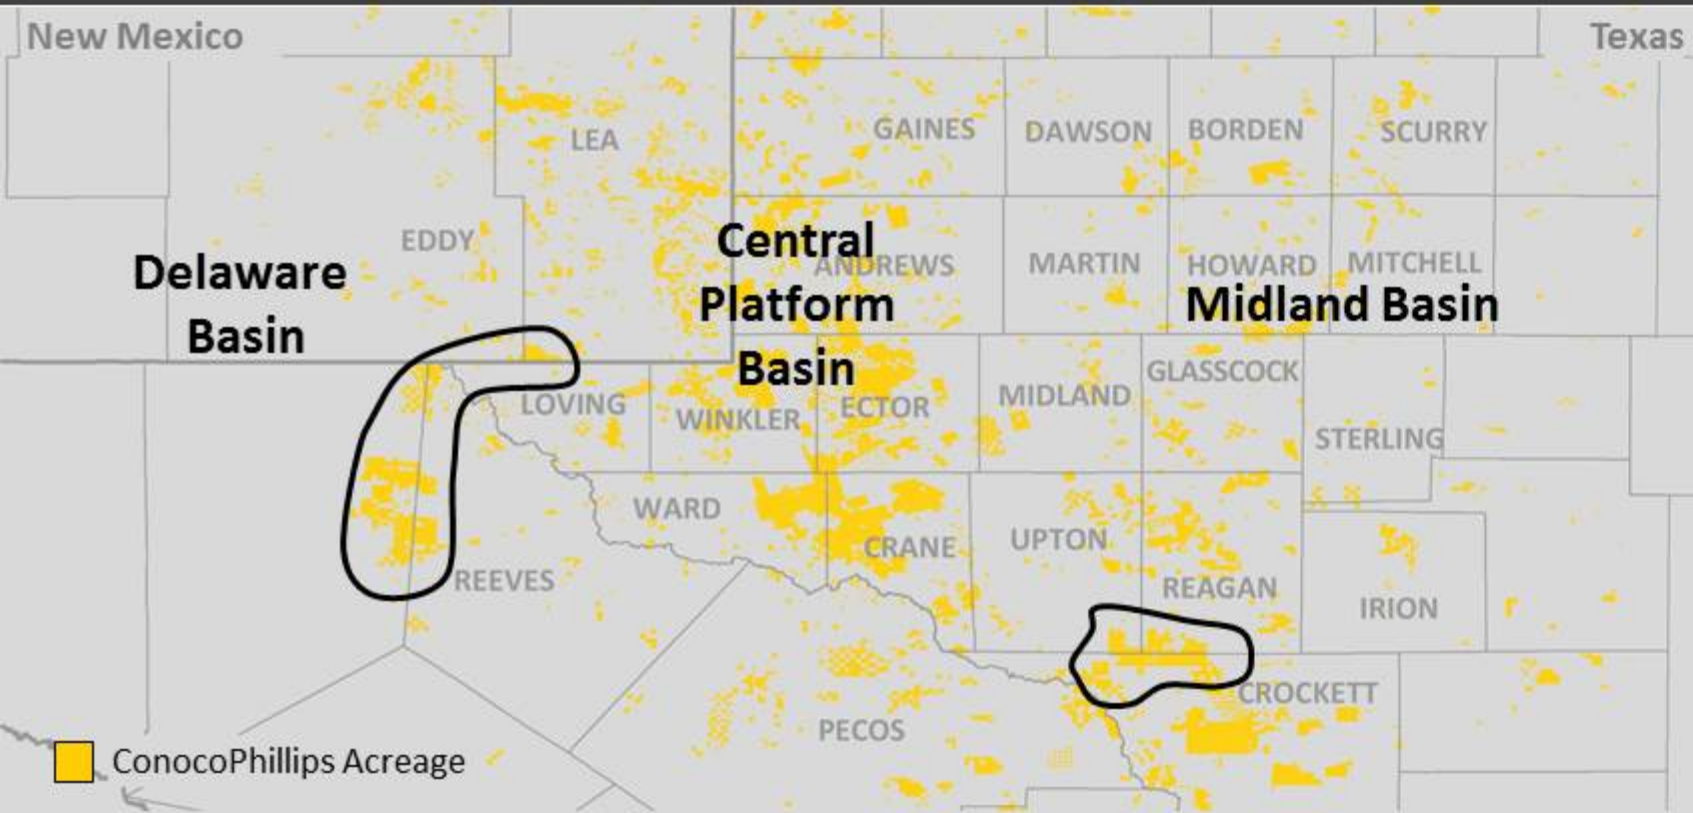 New Mexico
Texas
LEA
GAINES
DAWSON
BORDEN
SCURRY
EDDY
Delaware
Basin
Central
Platform
Basin
ANDREWS
MARTIN
HOWARD
MITCHELL
Midland Basin
LOVING
WINKLER
ECTOR
MIDLAND
GLASSCOCK
STERLING
WARD
CRANE
UPTON
REAGAN
IRION
REEVES
PECOS
CROCKETT
ConocoPhillips Acreage